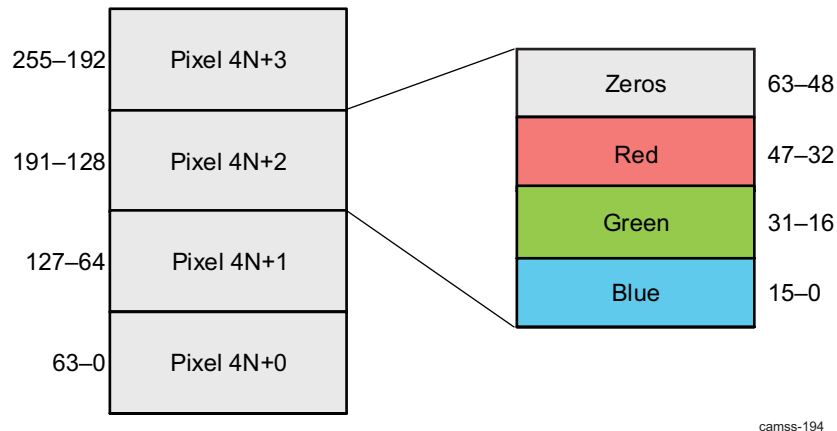 255–192 Pixel 4N+3
191–128 Pixel 4N+2
127–64 Pixel 4N+1
63–0 Pixel 4N+0
Zeros 63–48
Red 47–32
Green 31–16
Blue 15–0
camss-194